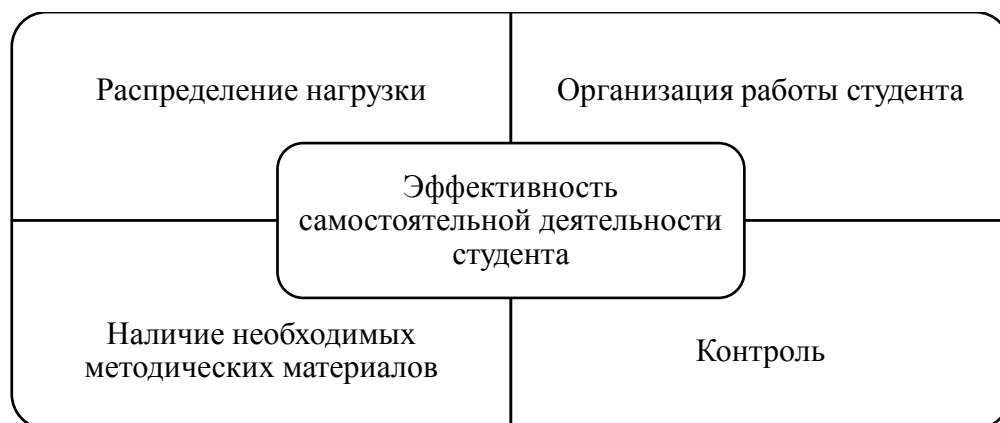 Распределение нагрузки
Организация работы студента
Эффективность
самостоятельной деятельности
студента
Наличие необходимых
методических материалов
Контроль